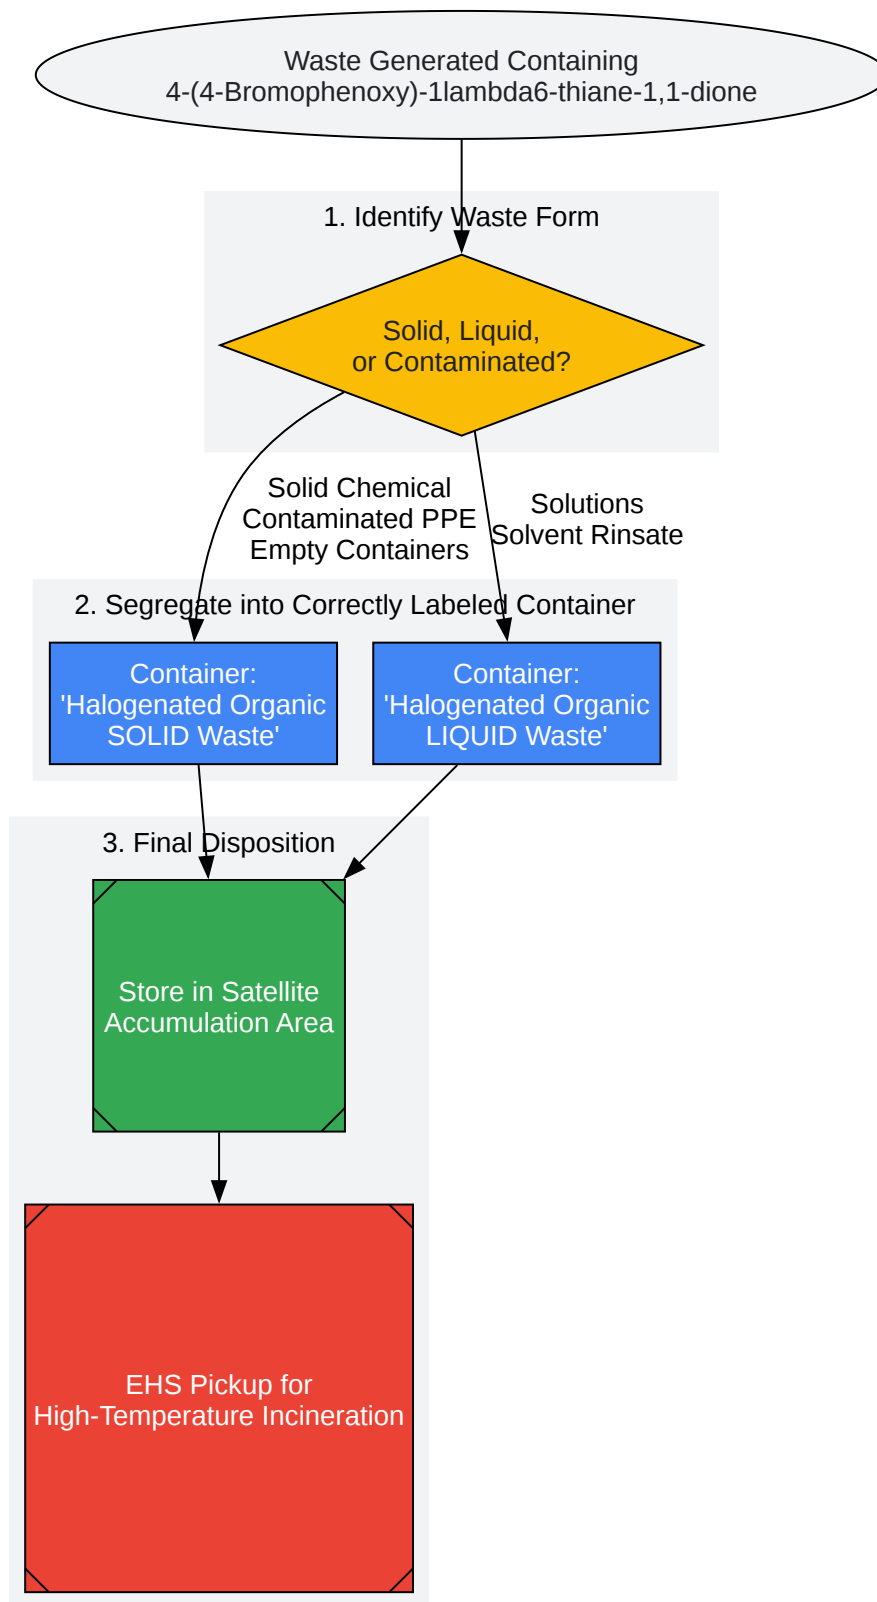 Waste Generated Containing
4-(4-Bromophenoxy)-1lambda6-thiane-1,1-dione
1. Identify Waste Form
Solid, Liquid,
or Contaminated?
Solid Chemical
Contaminated PPE
Empty Containers
Solutions
Solvent Rinsate
2. Segregate into Correctly Labeled Container
Container:
'Halogenated Organic
SOLID Waste'
Container:
'Halogenated Organic
LIQUID Waste'
3. Final Disposition
Store in Satellite
Accumulation Area
EHS Pickup for
High-Temperature Incineration